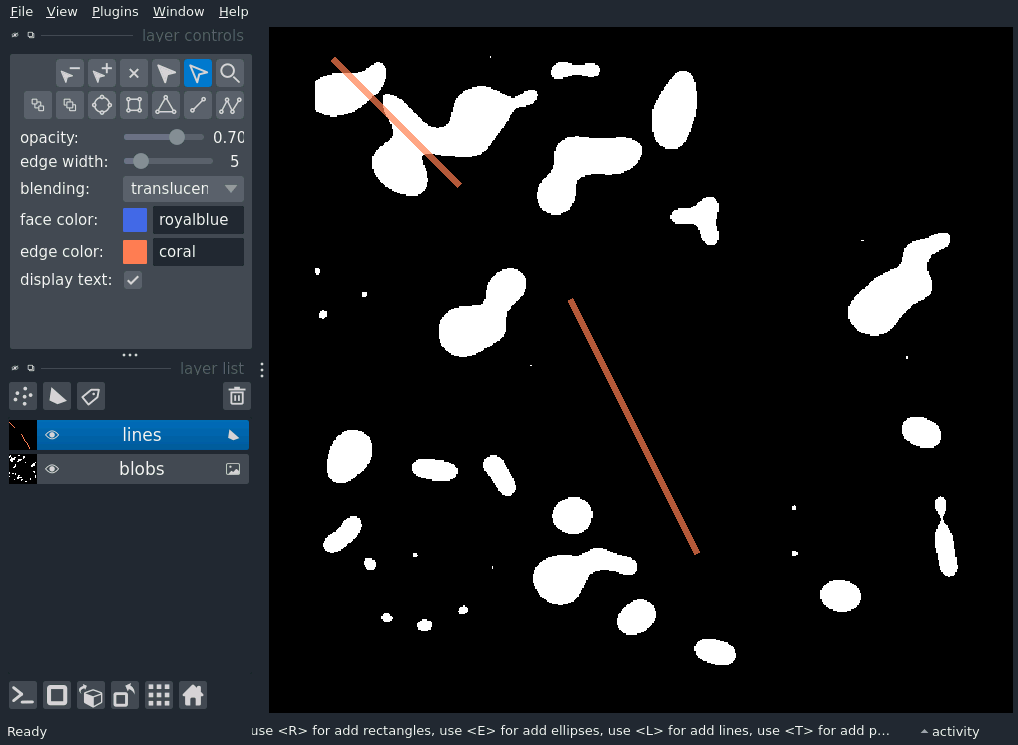 File View Plugins Window Help
layer controls
opacity: 0.70
edge width: 5
blending: translucen
face color: royalblue
edge color: coral
display text:
layer list
lines
blobs
Ready use <R> for add rectangles, use <E> for add ellipses, use <L> for add lines, use <T> for add p... activity